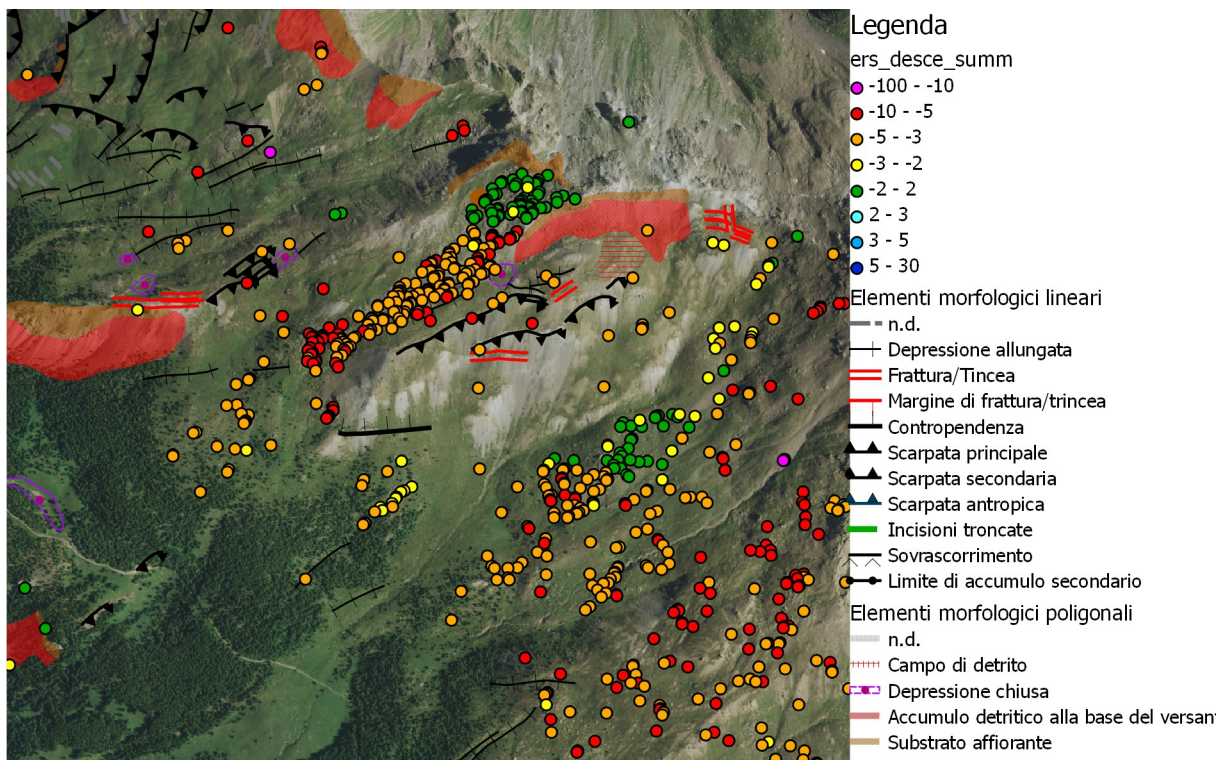 Legenda
ers_desce_summ
-100 - -10
-10 - -5
-5 - -3
-3 - -2
-2 - 2
2 - 3
3 - 5
5 - 30
Elementi morfologici lineari
n.d.
Depressione allungata
Frattura/Tincea
Margine di frattura/trincea
Contropendenza
Scarpata principale
Scarpata secondaria
Scarpata antropica
Incisioni troncate
Sovrascorrimento
Limite di accumulo secondario
Elementi morfologici poligonali
n.d.
Campo di detrito
Depressione chiusa
Accumulo detritico alla base del versant
Substrato affiorante